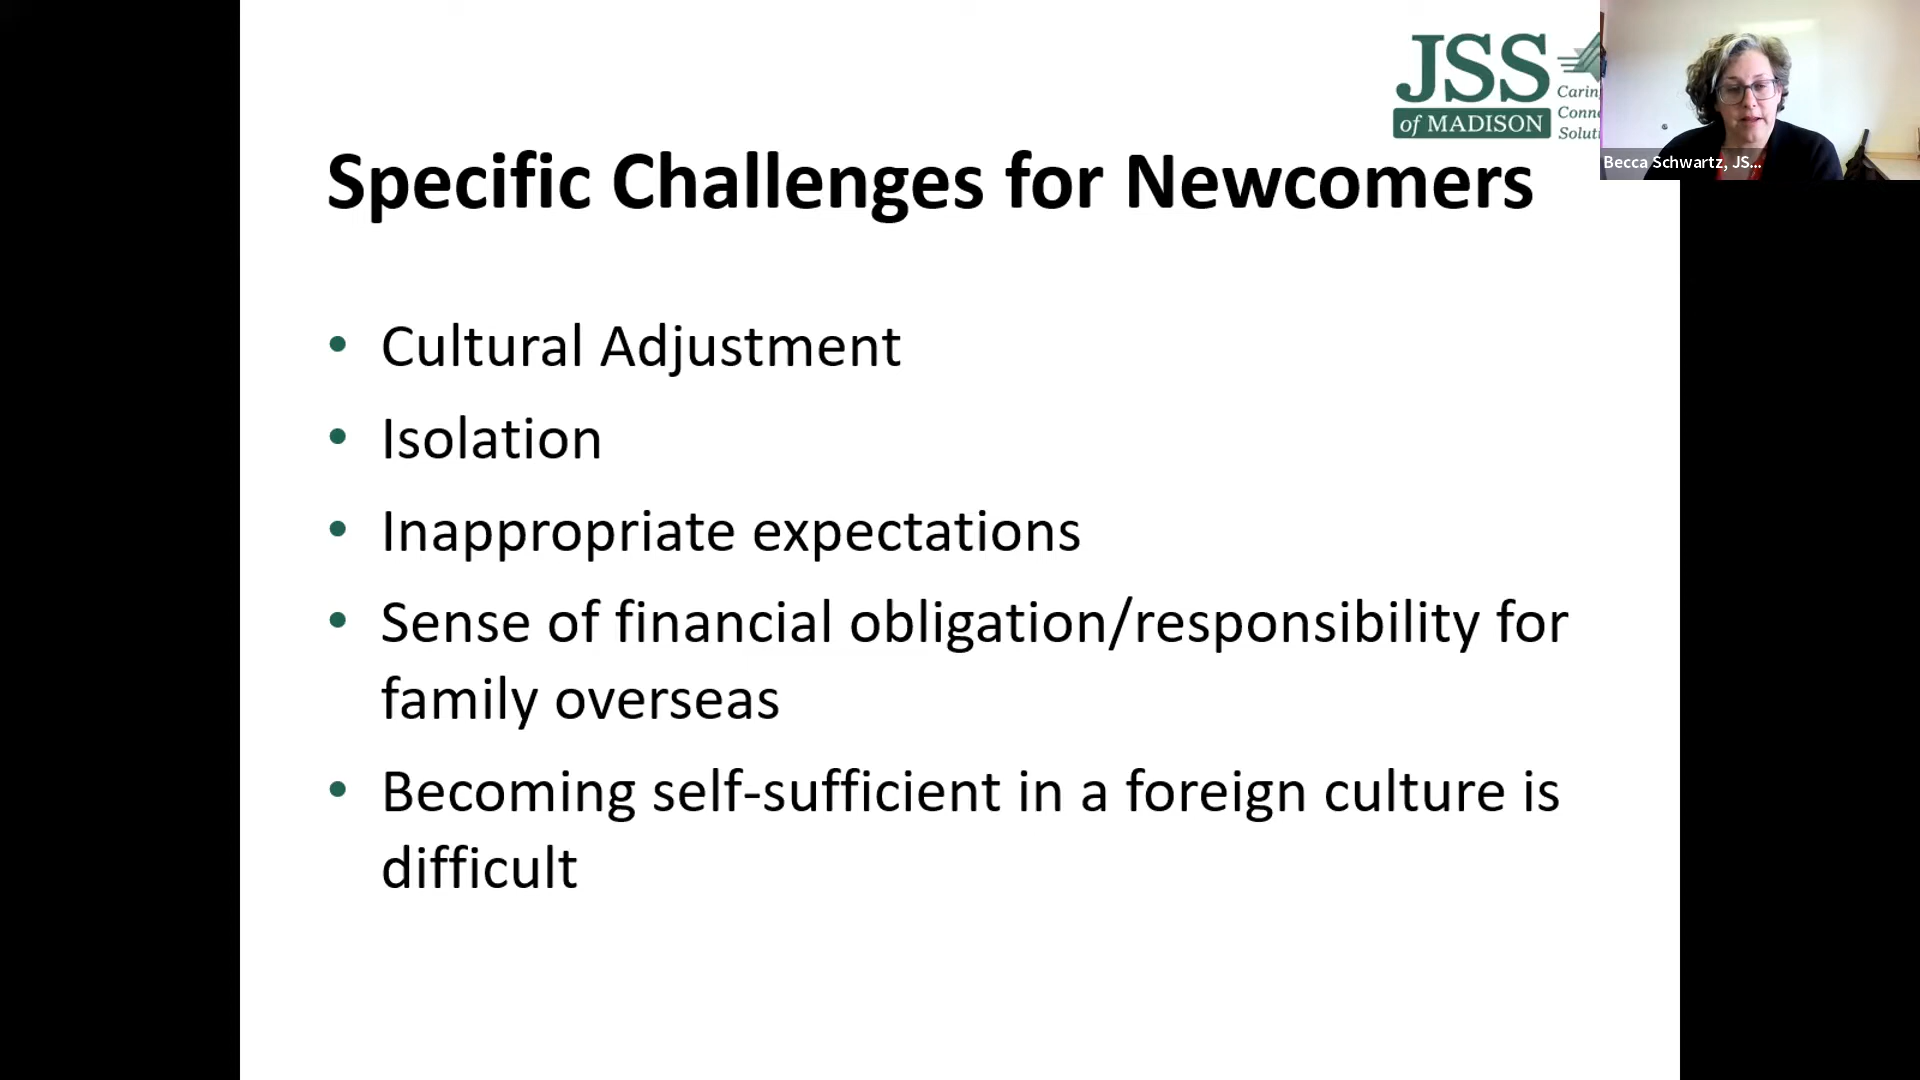 JSS
of MADISON
Specific Challenges for Newcomers
Becca Schwartz, JS...
• Cultural Adjustment
• Isolation
• Inappropriate expectations
• Sense of financial obligation/responsibility for
family overseas
• Becoming self-sufficient in a foreign culture is
difficult